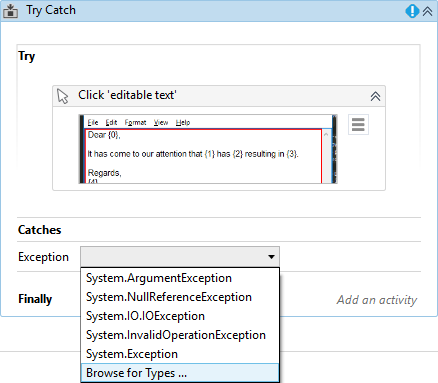 Try Catch
Try
Click 'editable text'
File Edit Format View Help
Dear {0},
It has come to our attention that {1} has {2} resulting in {3}.
Regards,
{4}
Catches
Exception
System.ArgumentException
System.NullReferenceException
System.IO.IOException
System.InvalidOperationException
System.Exception
Browse for Types ...
Finally Add an activity